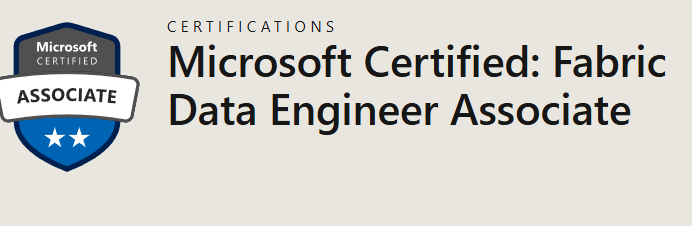 Microsoft
CERTIFIED
ASSOCIATE
CERTIFICATIONS
Microsoft Certified: Fabric
Data Engineer Associate